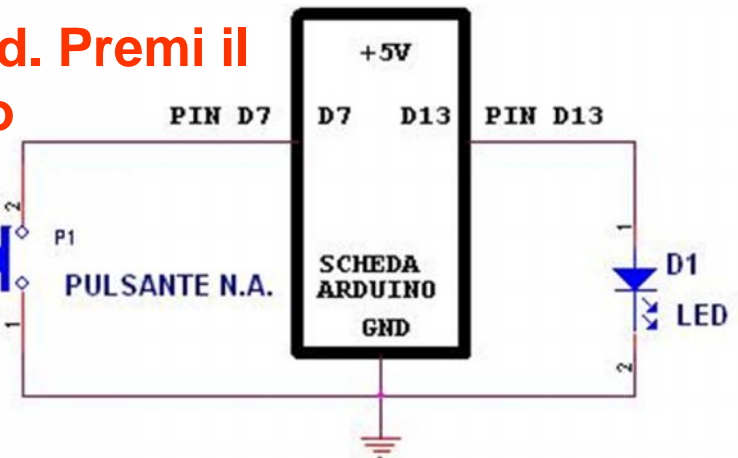 d. Premi il
o
+5V
PIN D7
D7
D13
PIN D13
2
P1
PULSANTE N.A.
1
SCHEDA
ARDUINO
GND
1
D1
LED
2